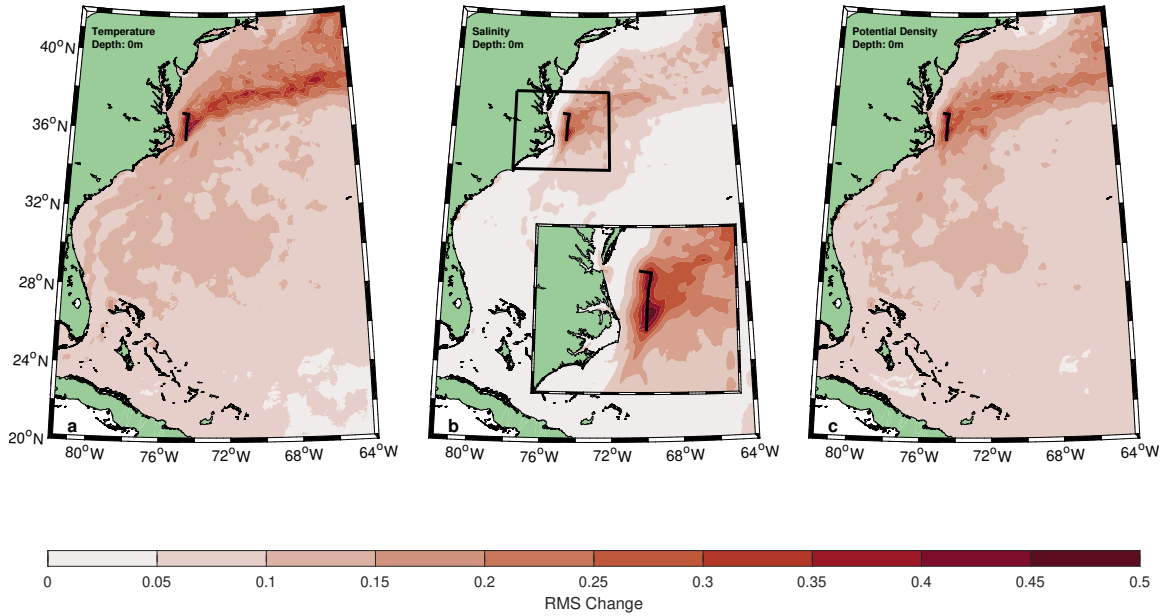 Temperature
Depth: 0m
Salinity
Depth: 0m
Potential Density
Depth: 0m
40°N
36°N
32°N
28°N
24°N
20°N
a
b
c
80°W
76°W
72°W
68°W
64°W
80°W
76°W
72°W
68°W
64°W
80°W
76°W
72°W
68°W
64°W
0
0.05
0.1
0.15
0.2
0.25
0.3
0.35
0.4
0.45
0.5
RMS Change